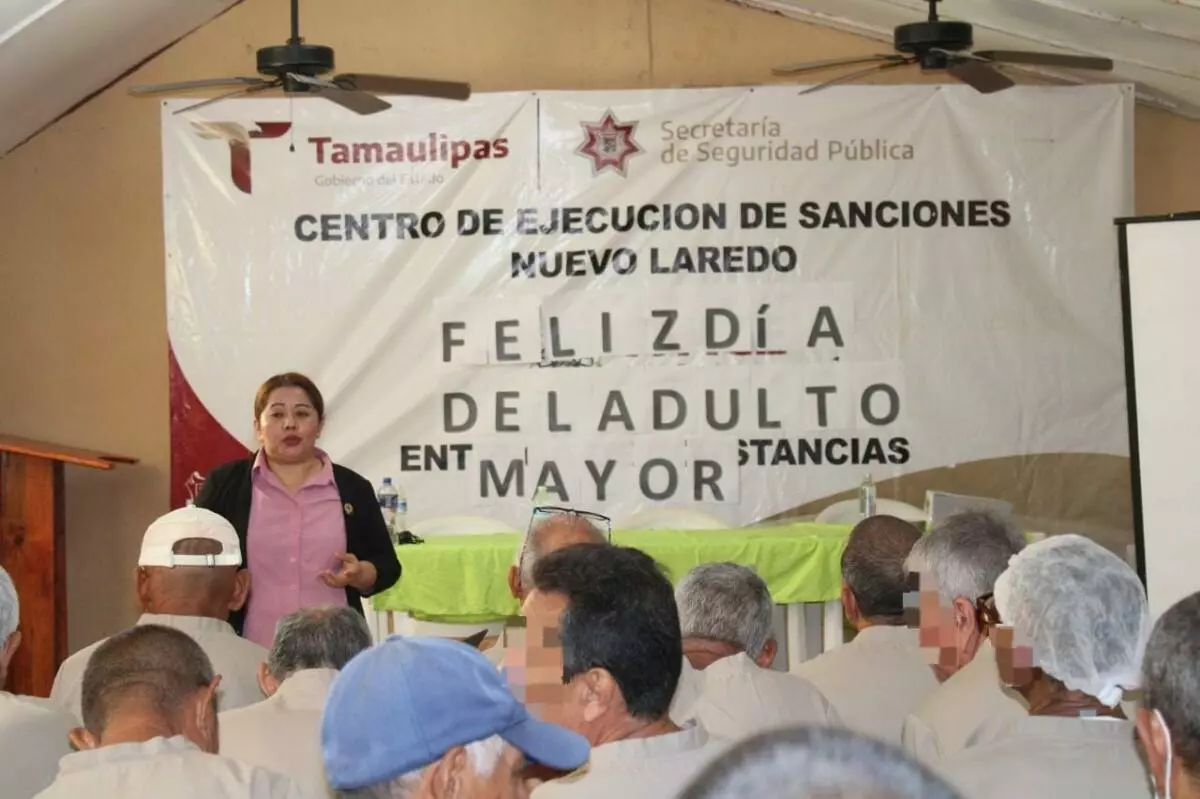 Tamaulipas
Gobierno del Estado
Secretaría
de Seguridad Pública
CENTRO DE EJECUCION DE SANCIONES
NUEVO LAREDO
FELIZ DíA
DEL ADULTO
ENT STANCIAS
MAYOR